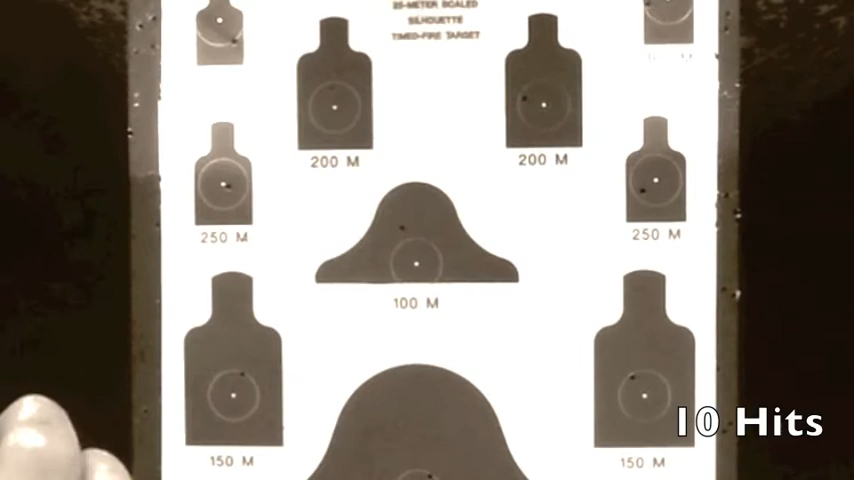 25-METER SCALED
SILHOUETTE
TIMED-FIRE TARGET
200 M
200 M
250 M
250 M
100 M
150 M
150 M
10 Hits